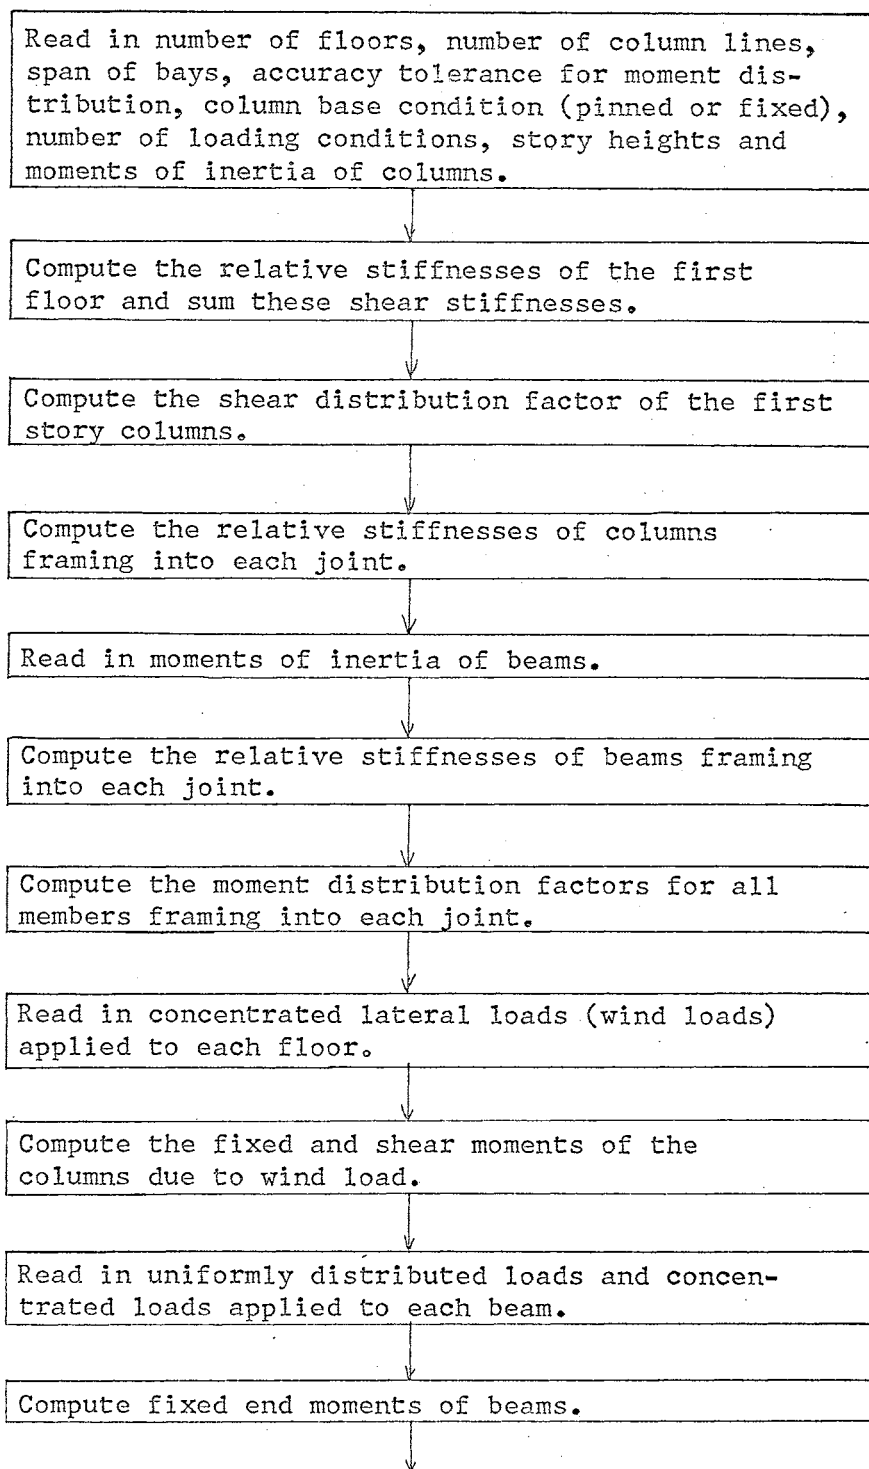 Read in number of floors, number of column lines,
span of bays, accuracy tolerance for moment dis-
tribution, column base condition (pinned or fixed),
number of loading conditions, story heights and
moments of inertia of columns.
Compute the relative stiffnesses of the first
floor and sum these shear stiffnesses.
Compute the shear distribution factor of the first
story columns.
Compute the relative stiffnesses of columns
framing into each joint.
Read in moments of inertia of beams.
Compute the relative stiffnesses of beams framing
into each joint.
Compute the moment distribution factors for all
members framing into each joint.
Read in concentrated lateral loads (wind loads)
applied to each floor.
Compute the fixed and shear moments of the
columns due to wind load.
Read in uniformly distributed loads and concen-
trated loads applied to each beam.
Compute fixed end moments of beams.